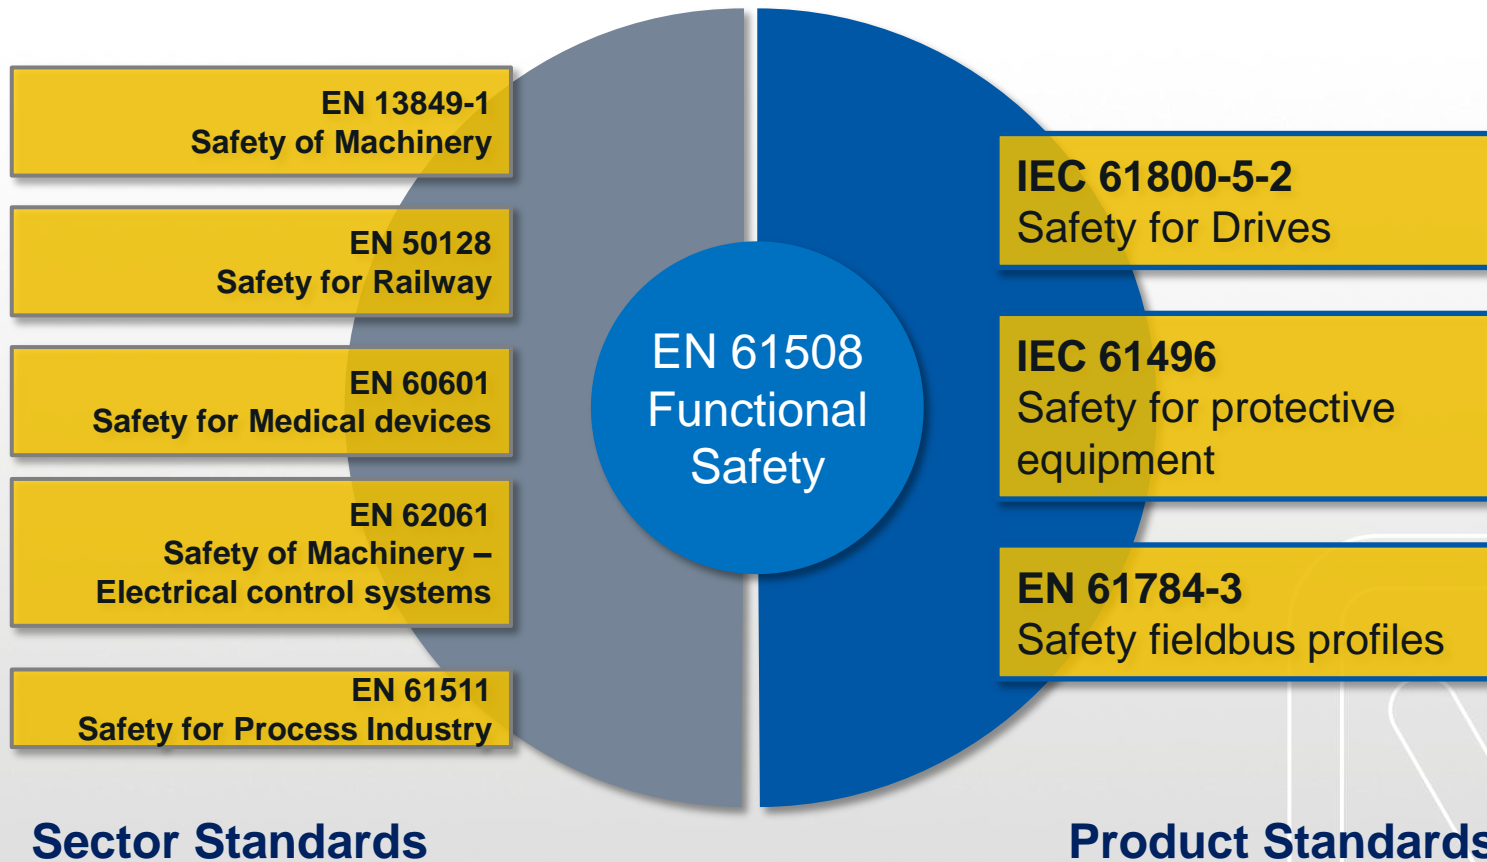 EN 13849-1
Safety of Machinery
EN 50128
Safety for Railway
EN 60601
Safety for Medical devices
EN 62061
Safety of Machinery –
Electrical control systems
EN 61511
Safety for Process Industry
Sector Standards
EN 61508
Functional
Safety
IEC 61800-5-2
Safety for Drives
IEC 61496
Safety for protective
equipment
EN 61784-3
Safety fieldbus profiles
Product Standards